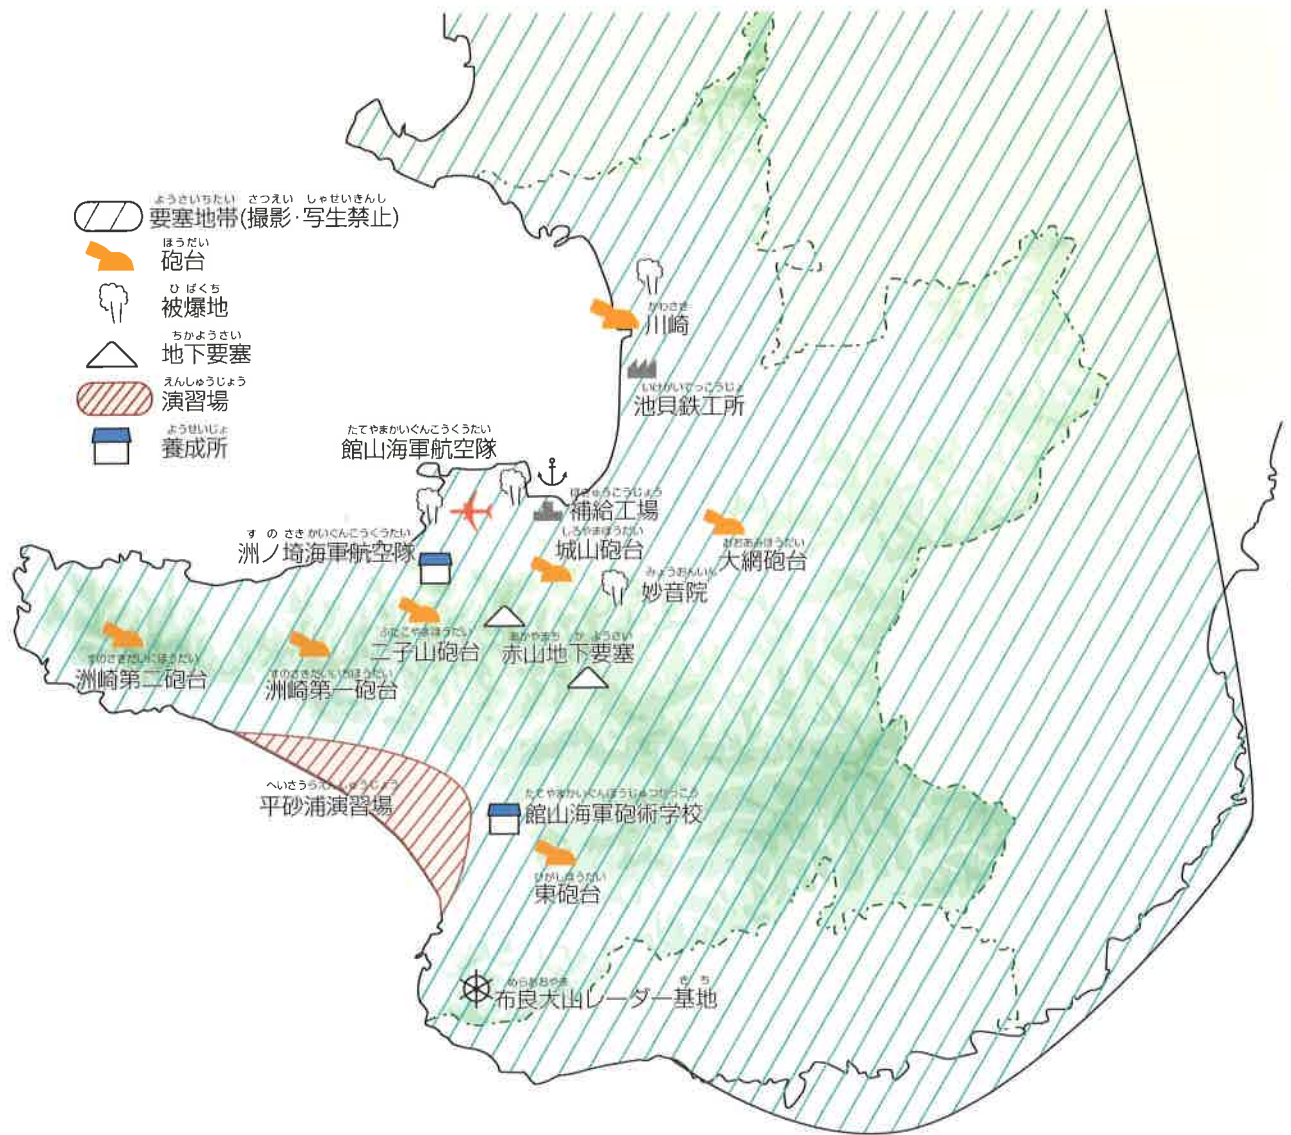 ようさいちたい さつえい しゃせいきんし
要塞地帯(撮影・写生禁止)
ほうだい
砲台
ひばくち
被爆地
ちかようさい
地下要塞
えんしゅうじょう
演習場
ようせいじょ
養成所
かわさき
川崎
いけがいてっこうじょ
池貝鉄工所
たてやまかいぐんこうくうたい
館山海軍航空隊
ほきゅうこうじょう
補給工場
すのさきかいぐんこうくうたい
洲ノ埼海軍航空隊
しろやまほうだい
城山砲台
おおあみほうだい
大網砲台
みょうおんいん
妙音院
ふたごやまほうだい
二子山砲台
あかやまちかようさい
赤山地下要塞
すのさきだいにほうだい
洲崎第二砲台
すのさきだいいちほうだい
洲崎第一砲台
平砂浦演習場
たてやまかいぐんほうじゅつがっこう
館山海軍砲術学校
ひがしほうだい
東砲台
めらおおやま きち
布良大山レーダー基地